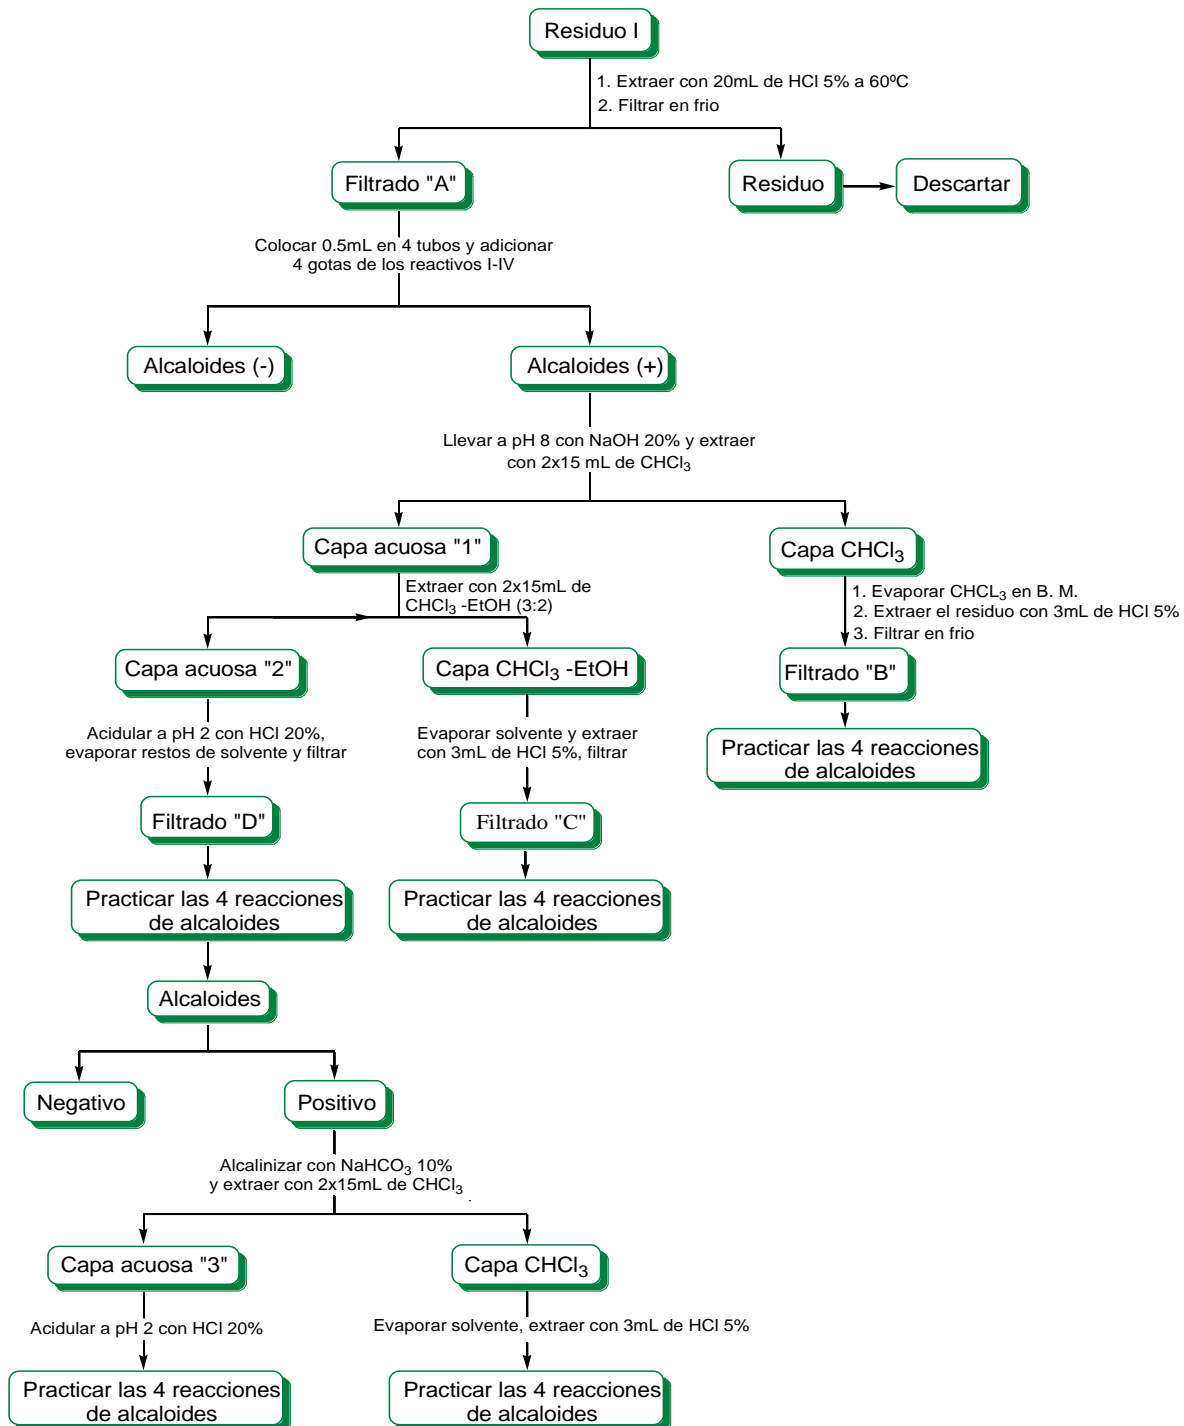 Residuo I
1. Extraer con 20mL de HCl 5% a 60ºC
2. Filtrar en frio
Filtrado "A"
Residuo
Descartar
Colocar 0.5mL en 4 tubos y adicionar
4 gotas de los reactivos I-IV
Alcaloides (-)
Alcaloides (+)
Llevar a pH 8 con NaOH 20% y extraer
con 2x15 mL de CHCl3
Capa acuosa "1"
Capa CHCl3
Extraer con 2x15mL de
CHCl3 -EtOH (3:2)
1. Evaporar CHCL3 en B. M.
2. Extraer el residuo con 3mL de HCl 5%
3. Filtrar en frio
Capa acuosa "2"
Capa CHCl3 -EtOH
Filtrado "B"
Acidular a pH 2 con HCl 20%,
evaporar restos de solvente y filtrar
Evaporar solvente y extraer
con 3mL de HCl 5%, filtrar
Practicar las 4 reacciones
de alcaloides
Filtrado "D"
Filtrado "C"
Practicar las 4 reacciones
de alcaloides
Practicar las 4 reacciones
de alcaloides
Alcaloides
Negativo
Positivo
Alcalinizar con NaHCO3 10%
y extraer con 2x15mL de CHCl3
Capa acuosa "3"
Capa CHCl3
Acidular a pH 2 con HCl 20%
Evaporar solvente, extraer con 3mL de HCl 5%
Practicar las 4 reacciones
de alcaloides
Practicar las 4 reacciones
de alcaloides